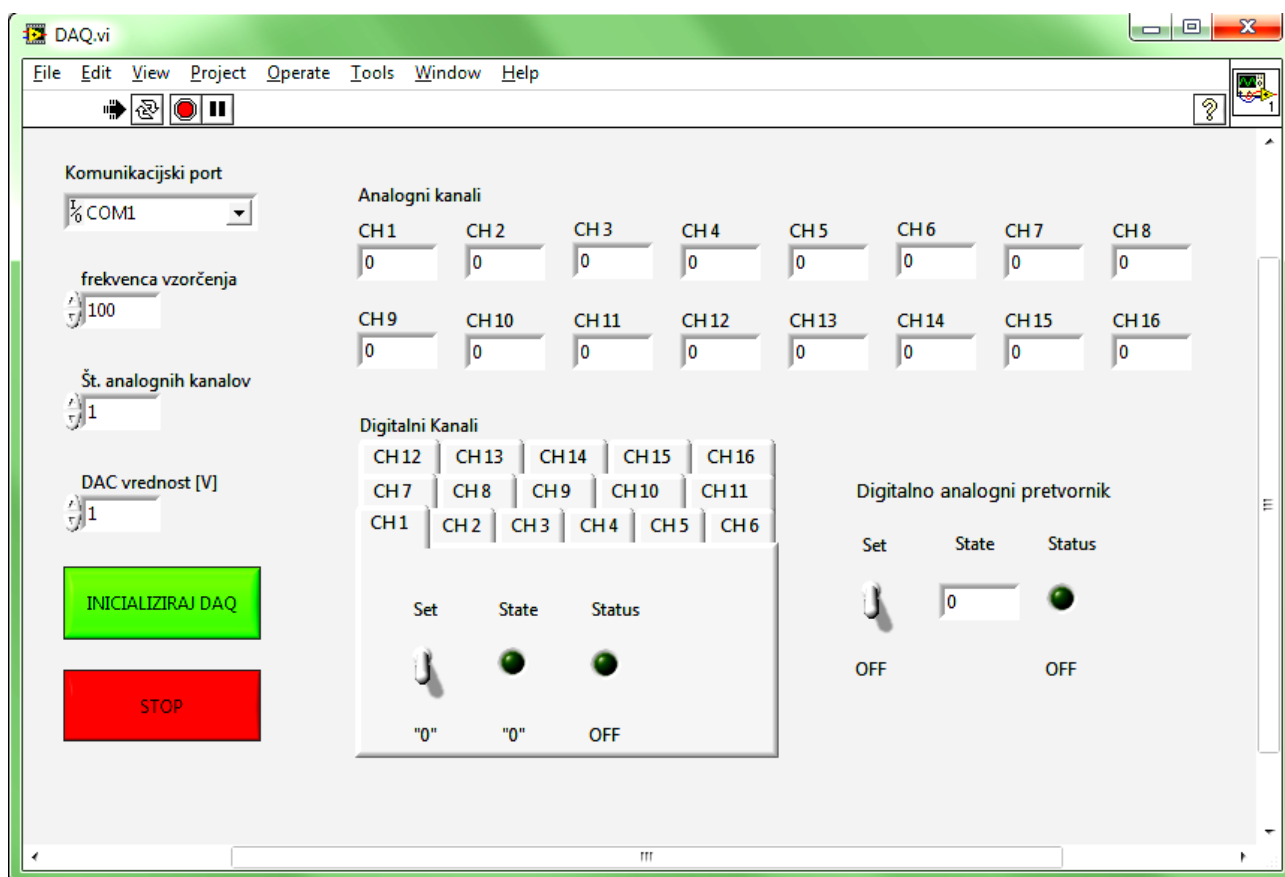 DAQ.vi
File Edit View Project Operate Tools Window Help
1
Komunikacijski port
COM1
frekvenca vzorčenja
100
Št. analognih kanalov
1
DAC vrednost [V]
1
INICIALIZIRAJ DAQ
STOP
Analogni kanali
CH 1 CH 2 CH 3 CH 4 CH 5 CH 6 CH 7 CH 8
0 0 0 0 0 0 0 0
CH 9 CH 10 CH 11 CH 12 CH 13 CH 14 CH 15 CH 16
0 0 0 0 0 0 0 0
Digitalni Kanali
CH 12 CH 13 CH 14 CH 15 CH 16
CH 7 CH 8 CH 9 CH 10 CH 11
CH 1 CH 2 CH 3 CH 4 CH 5 CH 6
Set State Status
"0" "0" OFF
Digitalno analogni pretvornik
Set State Status
0
OFF OFF